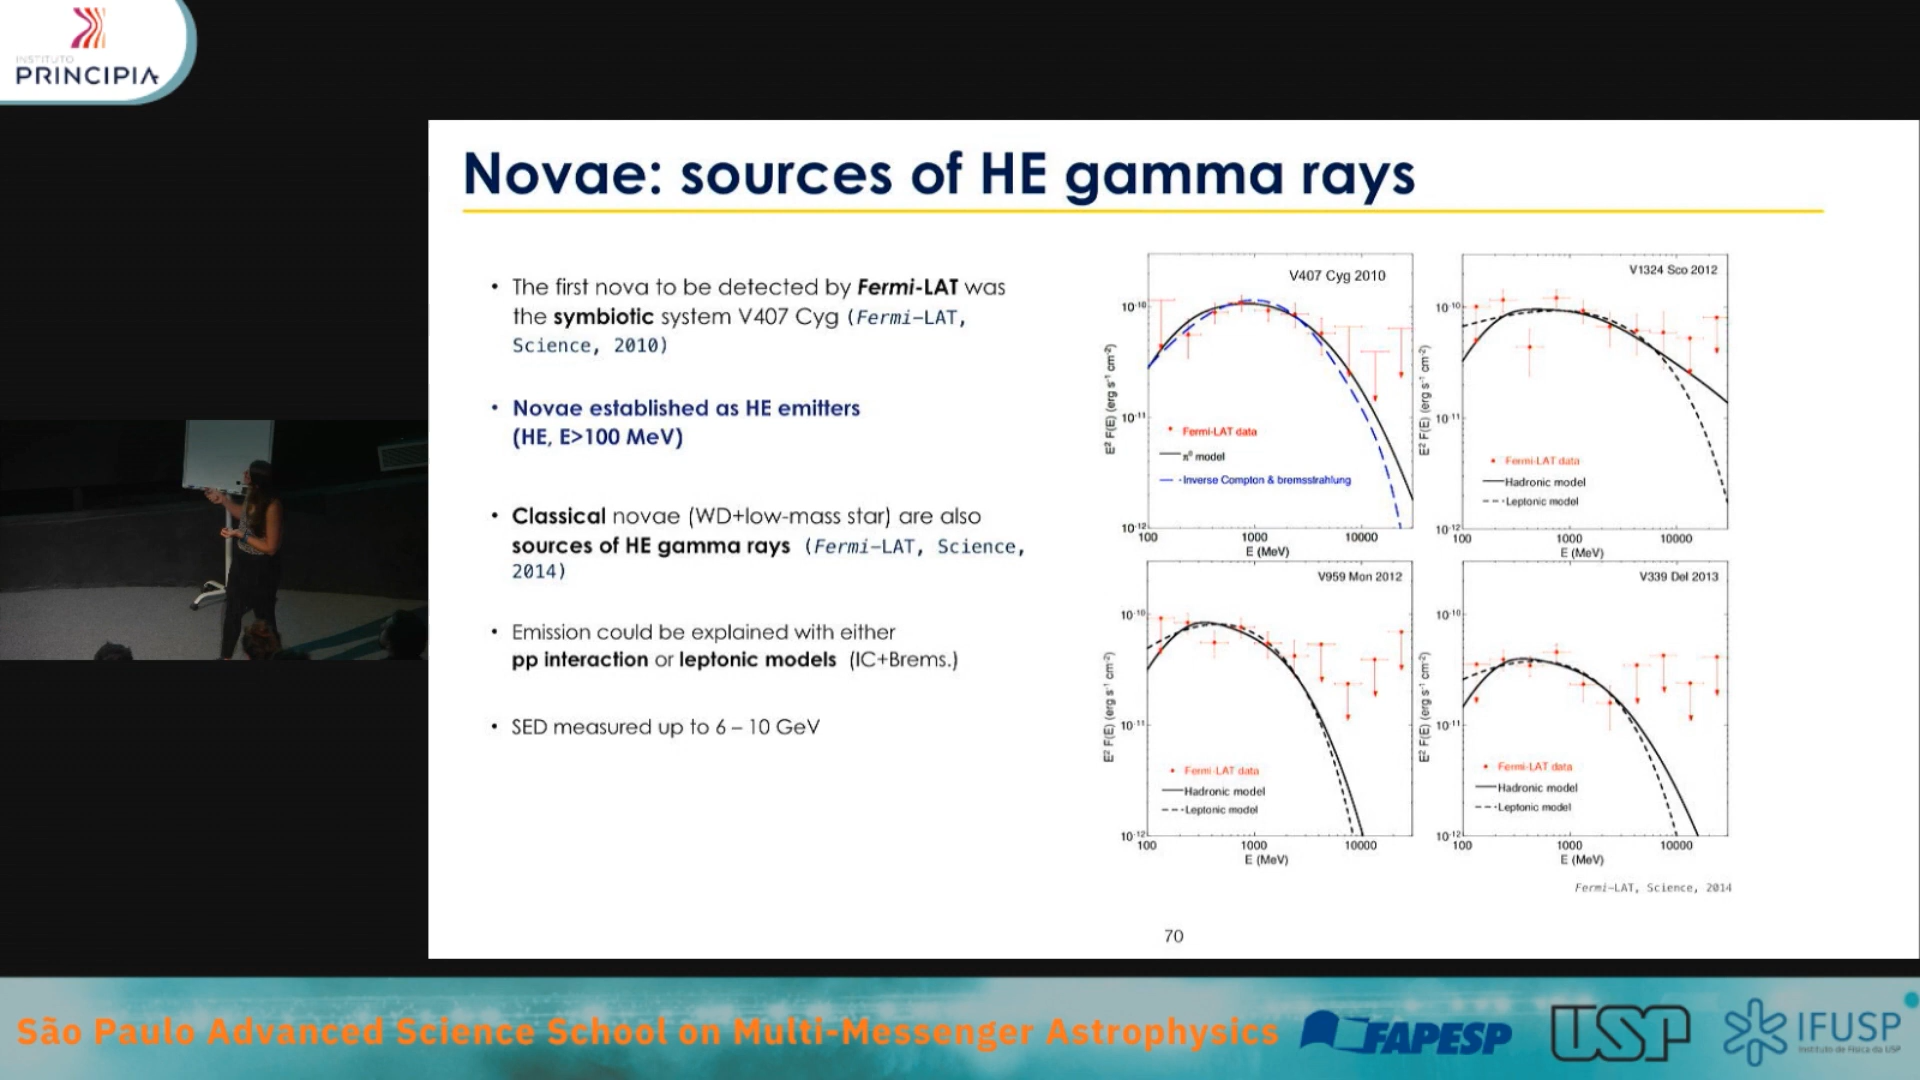 INSTITUTO
PRINCIPIA
Novae: sources of HE gamma rays
• The first nova to be detected by Fermi-LAT was
the symbiotic system V407 Cyg (Fermi-LAT,
Science, 2010)
• Novae established as HE emitters
(HE, E>100 MeV)
• Classical novae (WD+low-mass star) are also
sources of HE gamma rays (Fermi-LAT, Science,
2014)
• Emission could be explained with either
pp interaction or leptonic models (IC+Brems.)
• SED measured up to 6 – 10 GeV
V407 Cyg 2010
10⁻¹⁰
10⁻¹¹
10⁻¹²
E² F(E) (erg s⁻¹ cm⁻²)
Fermi-LAT data
π⁰ model
Inverse Compton & bremsstrahlung
100 1000 10000
E (MeV)
V1324 Sco 2012
10⁻¹⁰
10⁻¹¹
10⁻¹²
E² F(E) (erg s⁻¹ cm⁻²)
Fermi-LAT data
Hadronic model
Leptonic model
100 1000 10000
E (MeV)
V959 Mon 2012
10⁻¹⁰
10⁻¹¹
10⁻¹²
E² F(E) (erg s⁻¹ cm⁻²)
Fermi-LAT data
Hadronic model
Leptonic model
100 1000 10000
E (MeV)
V339 Del 2013
10⁻¹⁰
10⁻¹¹
10⁻¹²
E² F(E) (erg s⁻¹ cm⁻²)
Fermi-LAT data
Hadronic model
Leptonic model
100 1000 10000
E (MeV)
Fermi-LAT, Science, 2014
70
São Paulo Advanced Science School on Multi-Messenger Astrophysics
FAPESP
USP
IFUSP
Instituto de Física da USP